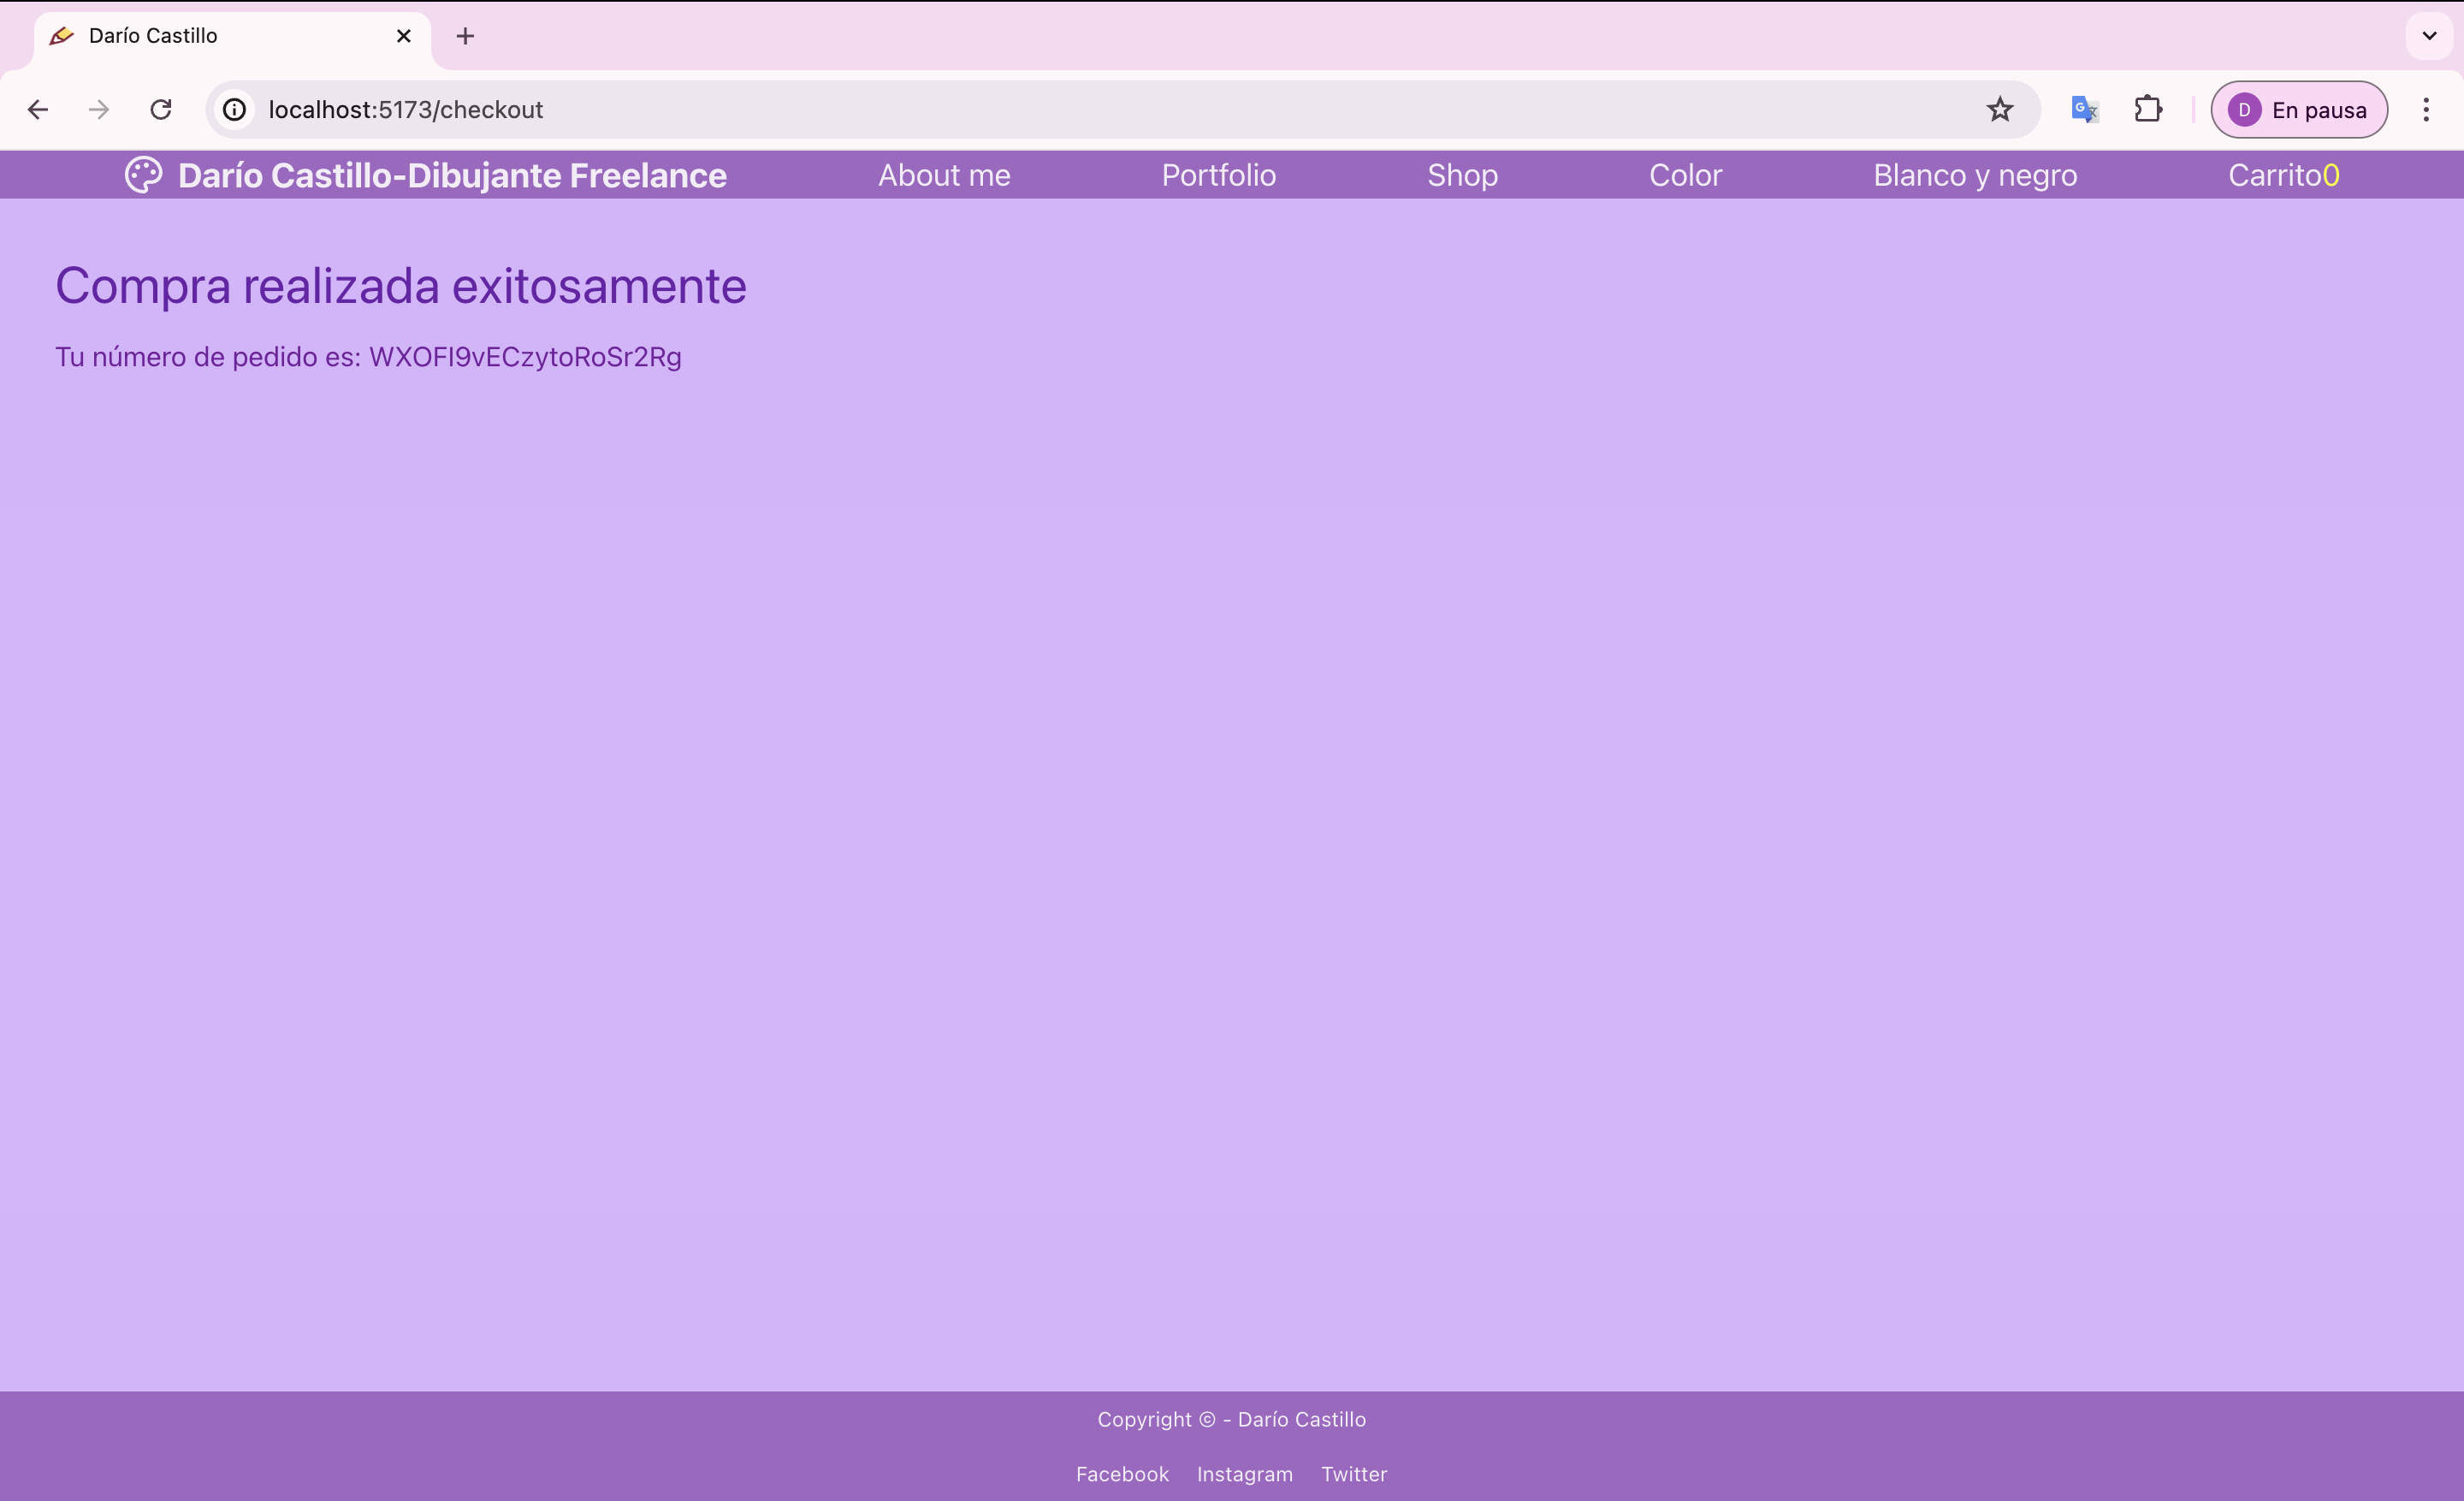 Darío Castillo
localhost:5173/checkout
D En pausa
Darío Castillo-Dibujante Freelance About me Portfolio Shop Color Blanco y negro Carrito0
Compra realizada exitosamente
Tu número de pedido es: WXOFI9vECzytoRoSr2Rg
Copyright © - Darío Castillo
Facebook Instagram Twitter